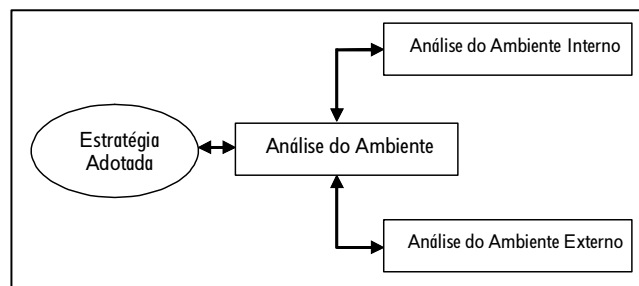 Análise do Ambiente Interno
Estratégia
Adotada
Análise do Ambiente
Análise do Ambiente Externo